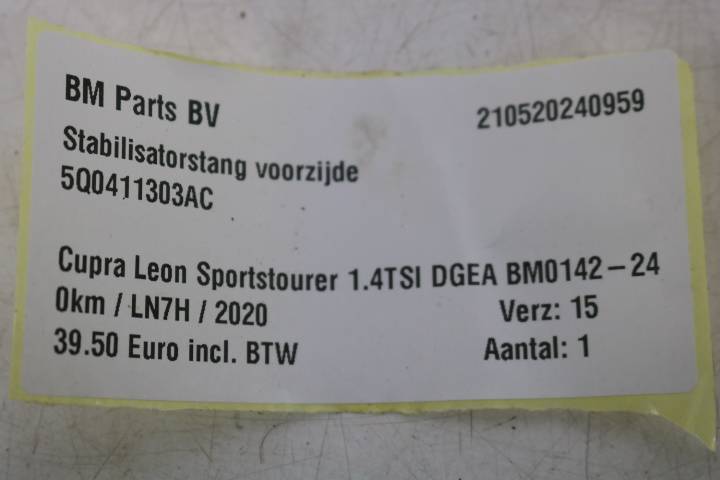 BM Parts BV
210520240959
Stabilisatorstang voorzijde
5Q0411303AC
Cupra Leon Sportstourer 1.4TSI DGEA BM0142-24
0km / LN7H / 2020
Verz: 15
39.50 Euro incl. BTW
Aantal: 1